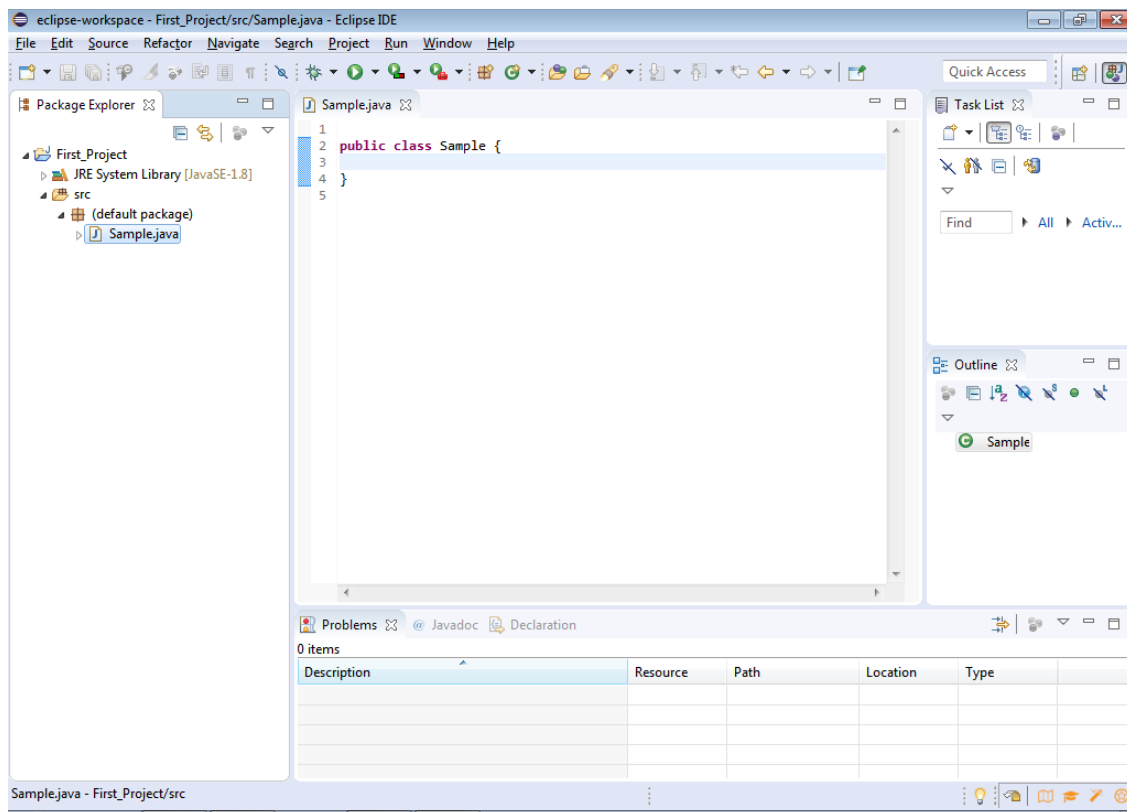 eclipse-workspace - First_Project/src/Sample.java - Eclipse IDE
File Edit Source Refactor Navigate Search Project Run Window Help
Quick Access
Package Explorer
First_Project
JRE System Library [JavaSE-1.8]
src
(default package)
Sample.java
Sample.java
1
2 public class Sample {
3
4 }
5
Task List
Find All Activ...
Outline
Sample
Problems @ Javadoc Declaration
0 items
Description Resource Path Location Type
Sample.java - First_Project/src